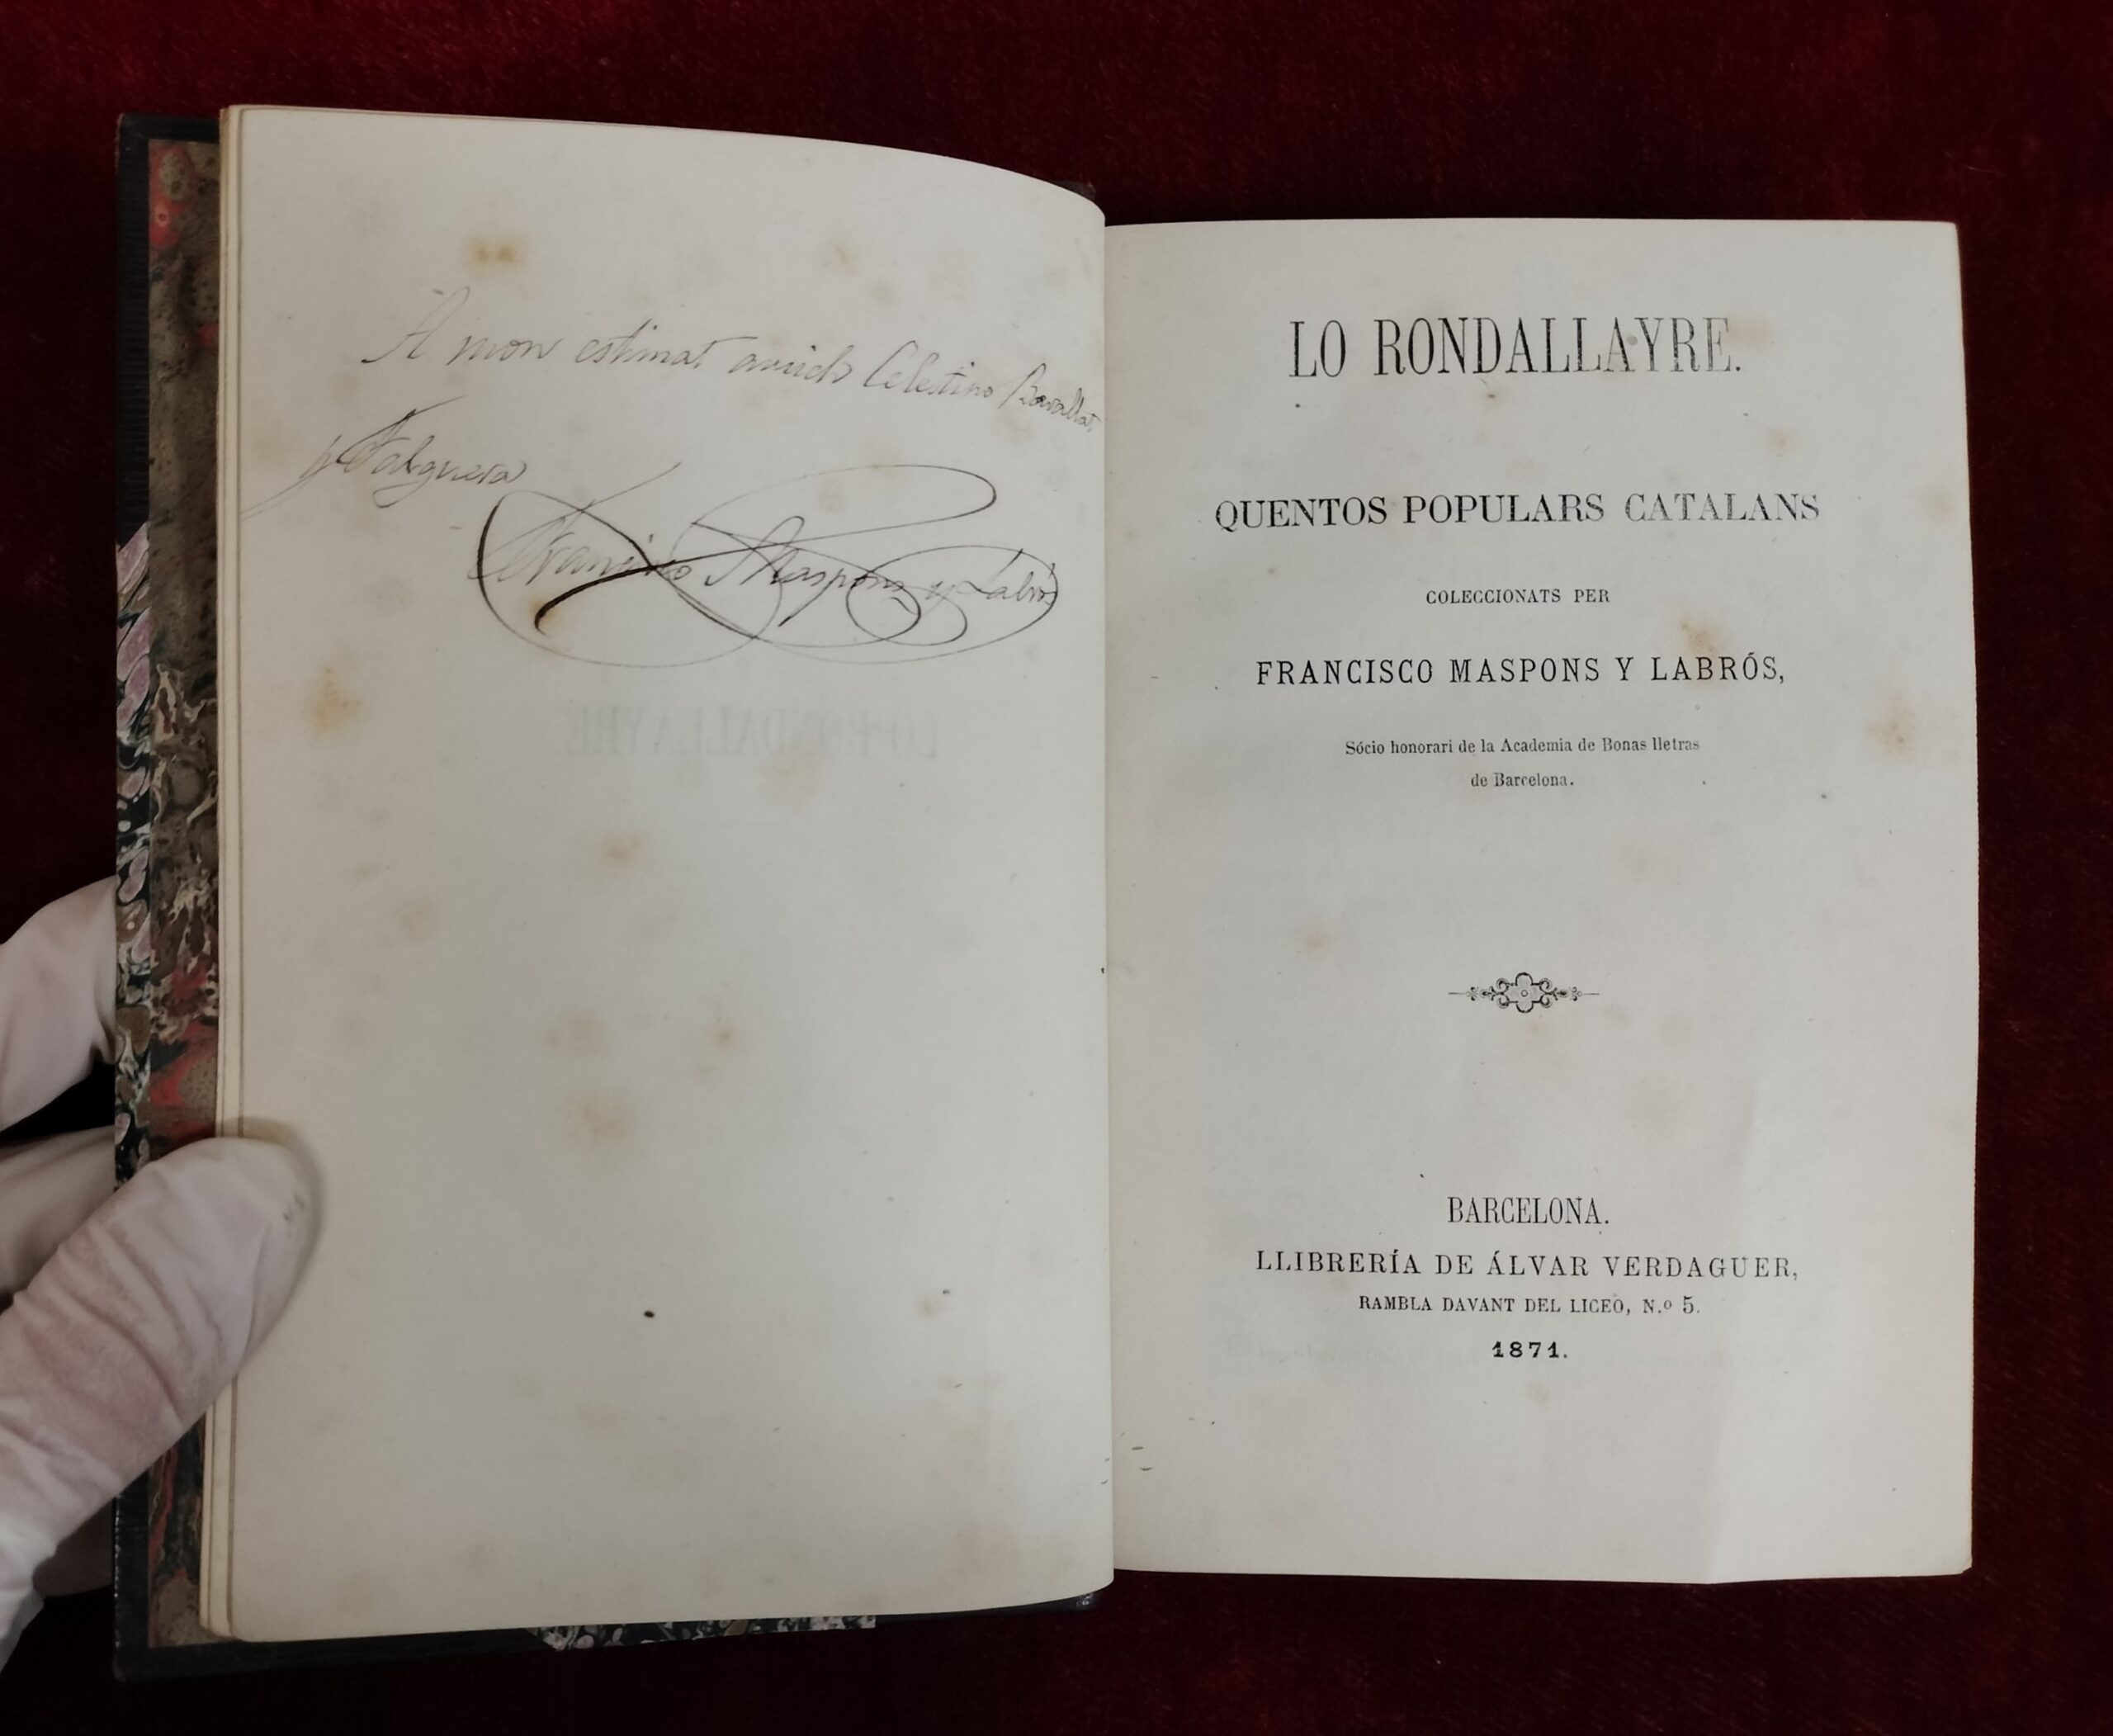 A mon estimat amich Celestino Barallat
y Falguera
Francisco Maspons y Labrós
LO RONDALLAYRE.
LO RONDALLAYRE.
QUENTOS POPULARS CATALANS
COLECCIONATS PER
FRANCISCO MASPONS Y LABRÓS,
Sócio honorari de la Academia de Bonas lletras
de Barcelona.
BARCELONA.
LLIBRERÍA DE ÁLVAR VERDAGUER,
RAMBLA DAVANT DEL LICEO, N.º 5.
1871.